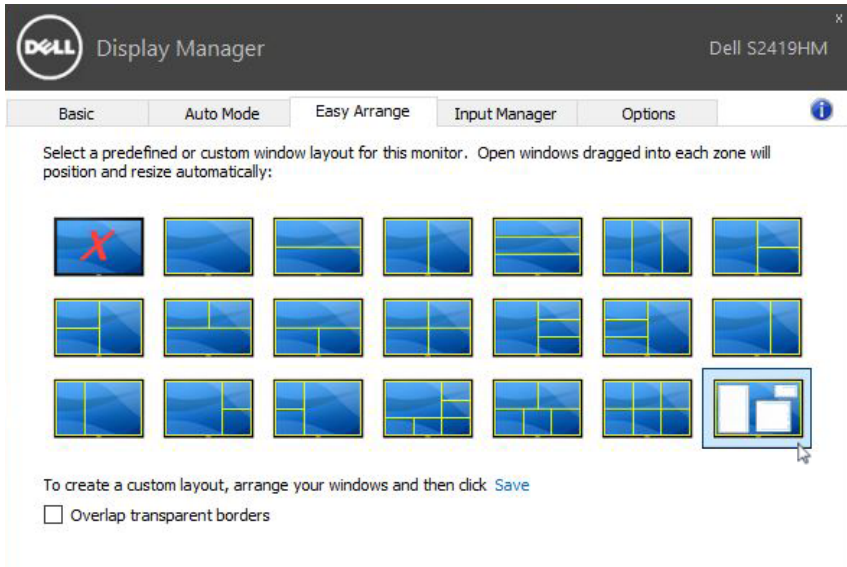 DELL Display Manager
x
Dell S2419HM
Basic Auto Mode Easy Arrange Input Manager Options i
Select a predefined or custom window layout for this monitor. Open windows dragged into each zone will
position and resize automatically:
X
To create a custom layout, arrange your windows and then click Save
Overlap transparent borders